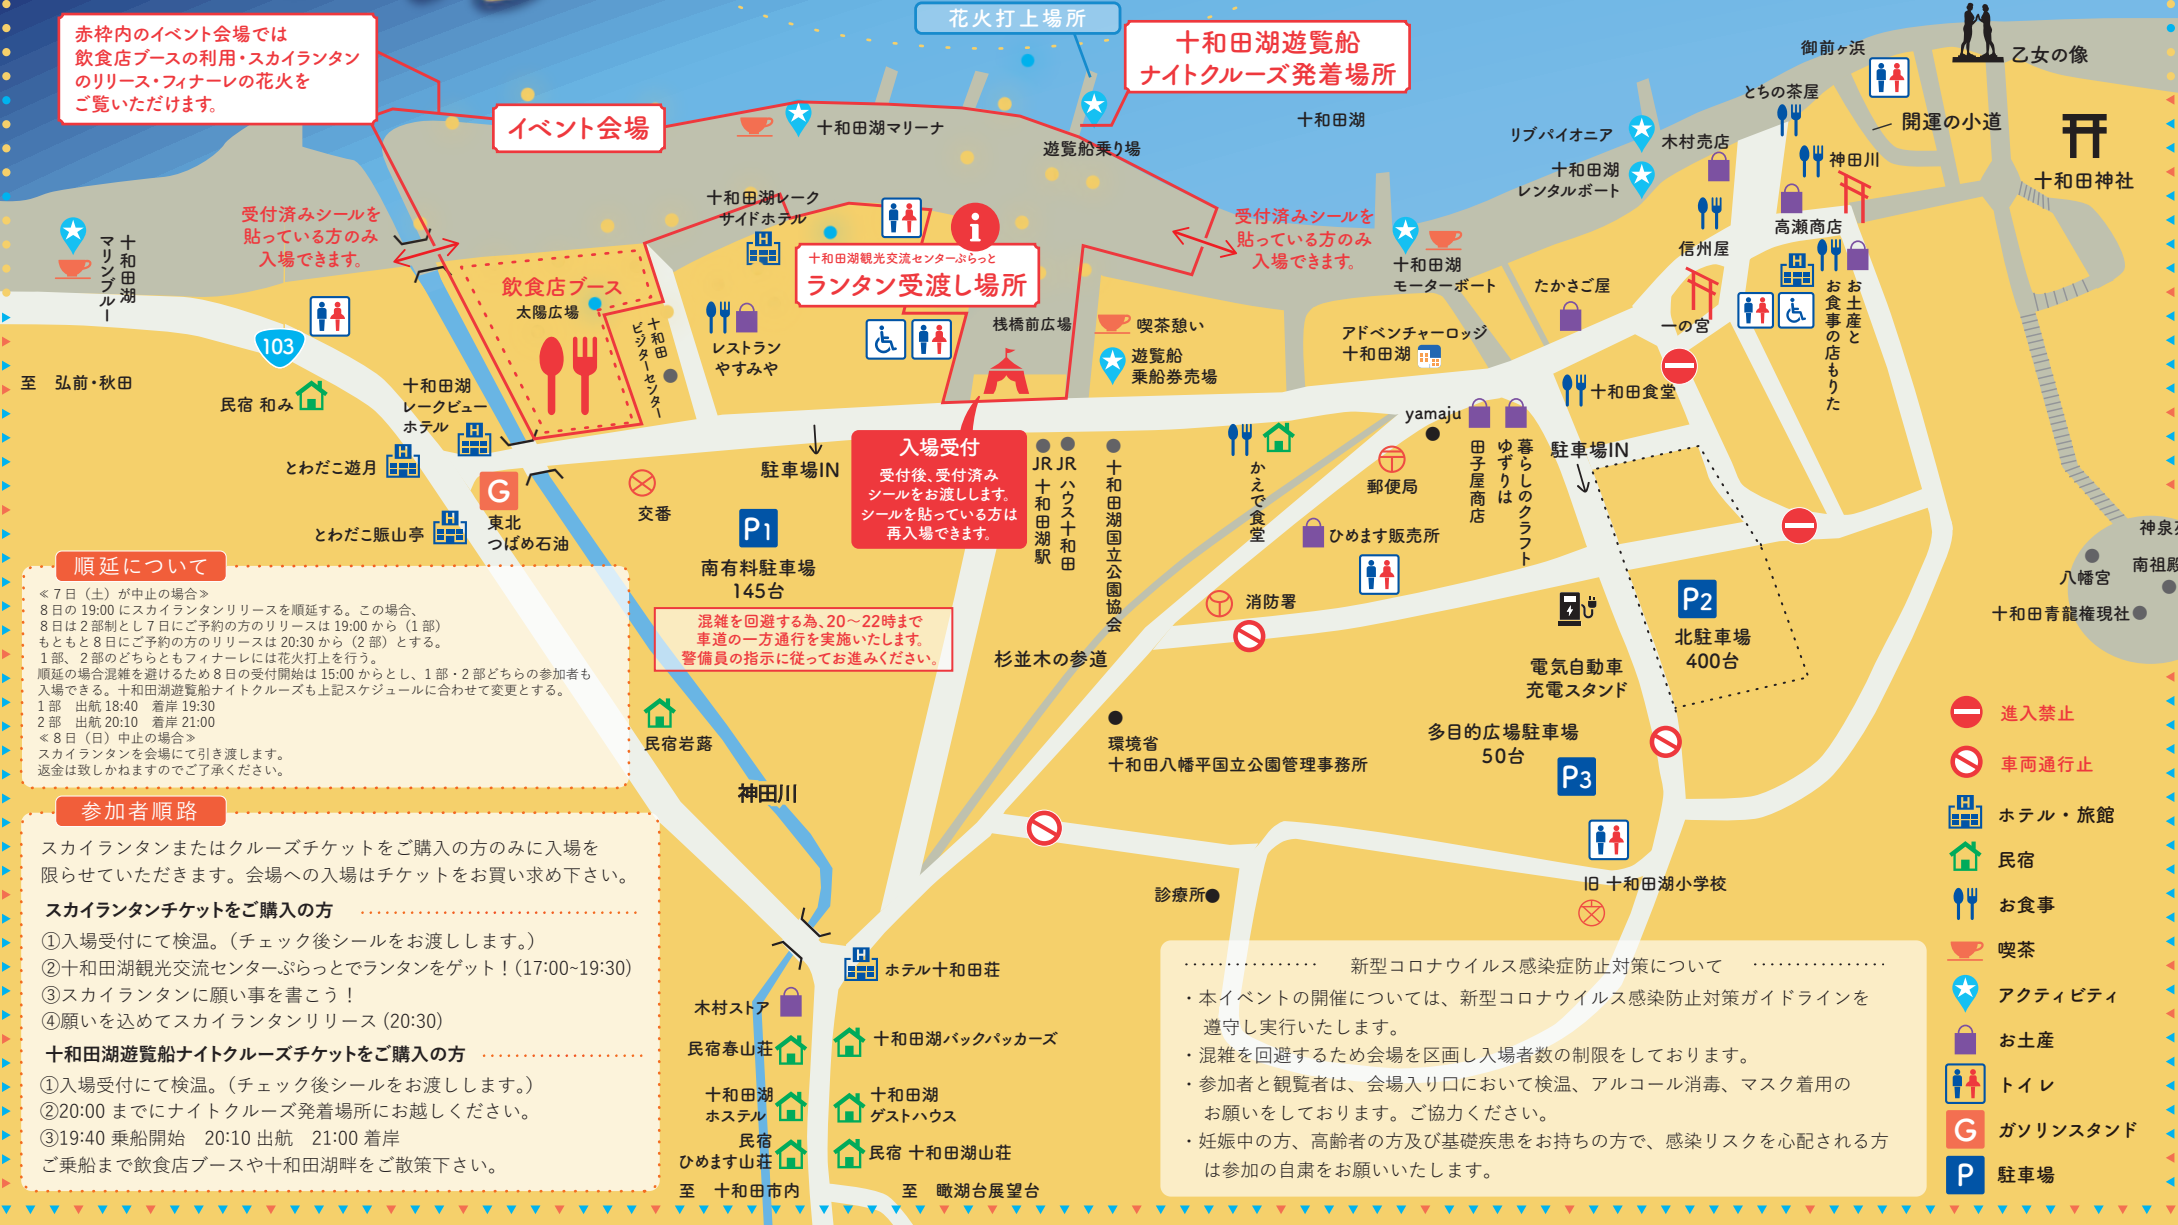 赤枠内のイベント会場では
飲食店ブースの利用・スカイランタン
のリリース・フィナーレの花火を
ご覧いただけます。
花火打上場所
十和田湖遊覧船
ナイトクルーズ発着場所
イベント会場
十和田湖マリーナ
遊覧船乗り場
十和田湖
御前ヶ浜
乙女の像
とちの茶屋
開運の小道
リブパイオニア
木村売店
神田川
十和田湖
レンタルボート
十和田神社
高瀬商店
信州屋
受付済みシールを
貼っている方のみ
入場できます。
十和田湖
マリンブルー
十和田湖レーク
サイドホテル
十和田湖観光交流センターぷらっと
ランタン受渡し場所
受付済みシールを
貼っている方のみ
入場できます。
十和田湖
モーターボート
たかさご屋
一の宮
お土産と
お食事の店もりた
飲食店ブース
太陽広場
十和田
ビジターセンター
レストラン
やすみや
桟橋前広場
喫茶憩い
遊覧船
乗船券売場
アドベンチャーロッジ
十和田湖
103
至 弘前・秋田
民宿 和み
十和田湖
レークビュー
ホテル
とわだこ遊月
とわだこ賑山亭
G
東北
つばめ石油
交番
駐車場IN
P1
南有料駐車場
145台
入場受付
受付後、受付済み
シールをお渡しします。
シールを貼っている方は
再入場できます。
JR 十和田湖駅
JR ハウス十和田
十和田湖国立公園協会
かえで食堂
yamaju
郵便局
田子屋商店
暮らしのクラフト
ゆずりは
十和田食堂
駐車場IN
ひめます販売所
消防署
杉並木の参道
混雑を回避する為、20〜22時まで
車道の一方通行を実施いたします。
警備員の指示に従ってお進みください。
P2
北駐車場
400台
電気自動車
充電スタンド
多目的広場駐車場
50台
P3
八幡宮
南祖殿
十和田青龍権現社
環境省
十和田八幡平国立公園管理事務所
民宿岩蕗
神田川
診療所
旧 十和田湖小学校
順延について
≪７日（土）が中止の場合≫
８日の 19:00 にスカイランタンリリースを順延する。この場合、
８日は２部制とし７日にご予約の方のリリースは 19:00 から（1 部）
もともと８日にご予約の方のリリースは 20:30 から（2 部）とする。
１部、２部のどちらともフィナーレには花火打上を行う。
順延の場合混雑を避けるため８日の受付開始は 15:00 からとし、1 部・2 部どちらの参加者も
入場できる。十和田湖遊覧船ナイトクルーズも上記スケジュールに合わせて変更とする。
1 部 出航 18:40 着岸 19:30
2 部 出航 20:10 着岸 21:00
≪８日（日）中止の場合≫
スカイランタンを会場にて引き渡します。
返金は致しかねますのでご了承ください。
参加者順路
スカイランタンまたはクルーズチケットをご購入の方のみに入場を
限らせていただきます。会場への入場はチケットをお買い求め下さい。
スカイランタンチケットをご購入の方
①入場受付にて検温。（チェック後シールをお渡しします。）
②十和田湖観光交流センターぷらっとでランタンをゲット！(17:00~19:30)
③スカイランタンに願い事を書こう！
④願いを込めてスカイランタンリリース (20:30)
十和田湖遊覧船ナイトクルーズチケットをご購入の方
①入場受付にて検温。（チェック後シールをお渡しします。）
②20:00 までにナイトクルーズ発着場所にお越しください。
③19:40 乗船開始 20:10 出航 21:00 着岸
ご乗船まで飲食店ブースや十和田湖畔をご散策下さい。
ホテル十和田荘
木村ストア
民宿春山荘
十和田湖バックパッカーズ
十和田湖
ホステル
十和田湖
ゲストハウス
民宿
ひめます山荘
民宿 十和田湖山荘
至 十和田市内
至 瞰湖台展望台
新型コロナウイルス感染症防止対策について
・本イベントの開催については、新型コロナウイルス感染防止対策ガイドラインを
遵守し実行いたします。
・混雑を回避するため会場を区画し入場者数の制限をしております。
・参加者と観覧者は、会場入り口において検温、アルコール消毒、マスク着用の
お願いをしております。ご協力ください。
・妊娠中の方、高齢者の方及び基礎疾患をお持ちの方で、感染リスクを心配される方
は参加の自粛をお願いいたします。
進入禁止
車両通行止
ホテル・旅館
民宿
お食事
喫茶
アクティビティ
お土産
トイレ
G ガソリンスタンド
P 駐車場